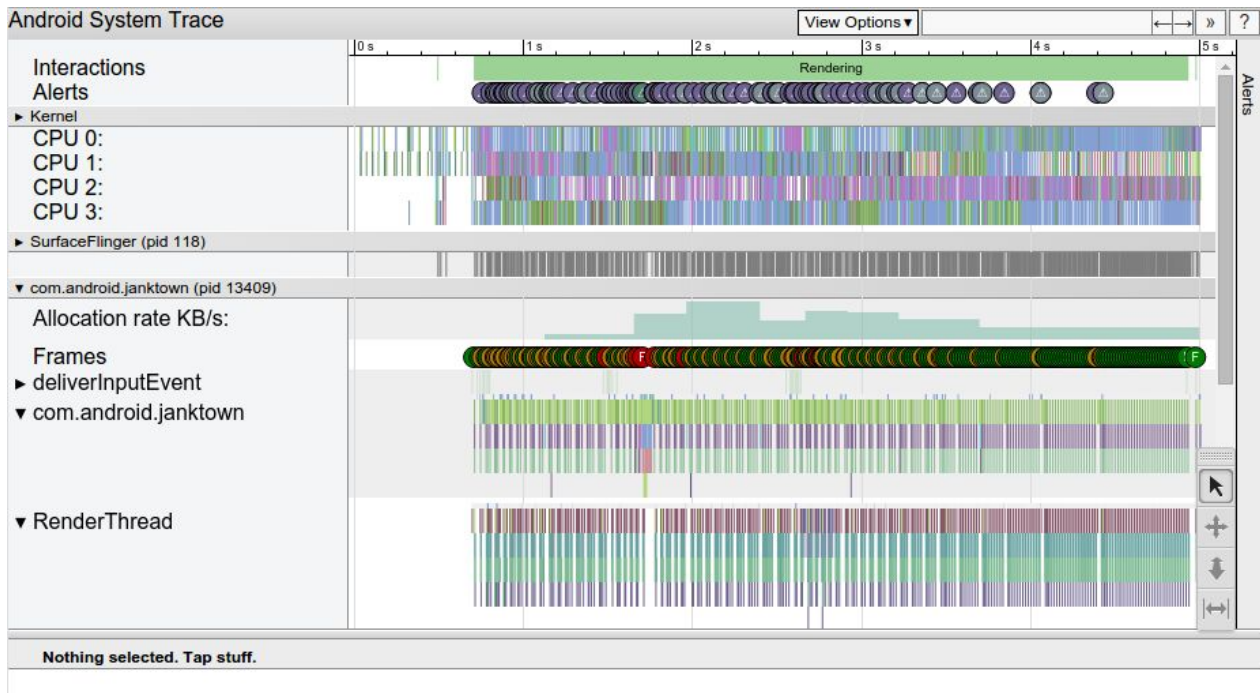 Android System Trace
View Options ▾
←
→
»
?
0 s
1 s
2 s
3 s
4 s
5 s
Interactions
Rendering
Alerts
Alerts
▸ Kernel
CPU 0:
CPU 1:
CPU 2:
CPU 3:
▸ SurfaceFlinger (pid 118)
▾ com.android.janktown (pid 13409)
Allocation rate KB/s:
Frames
F
F
▸ deliverInputEvent
▾ com.android.janktown
▾ RenderThread
Nothing selected. Tap stuff.